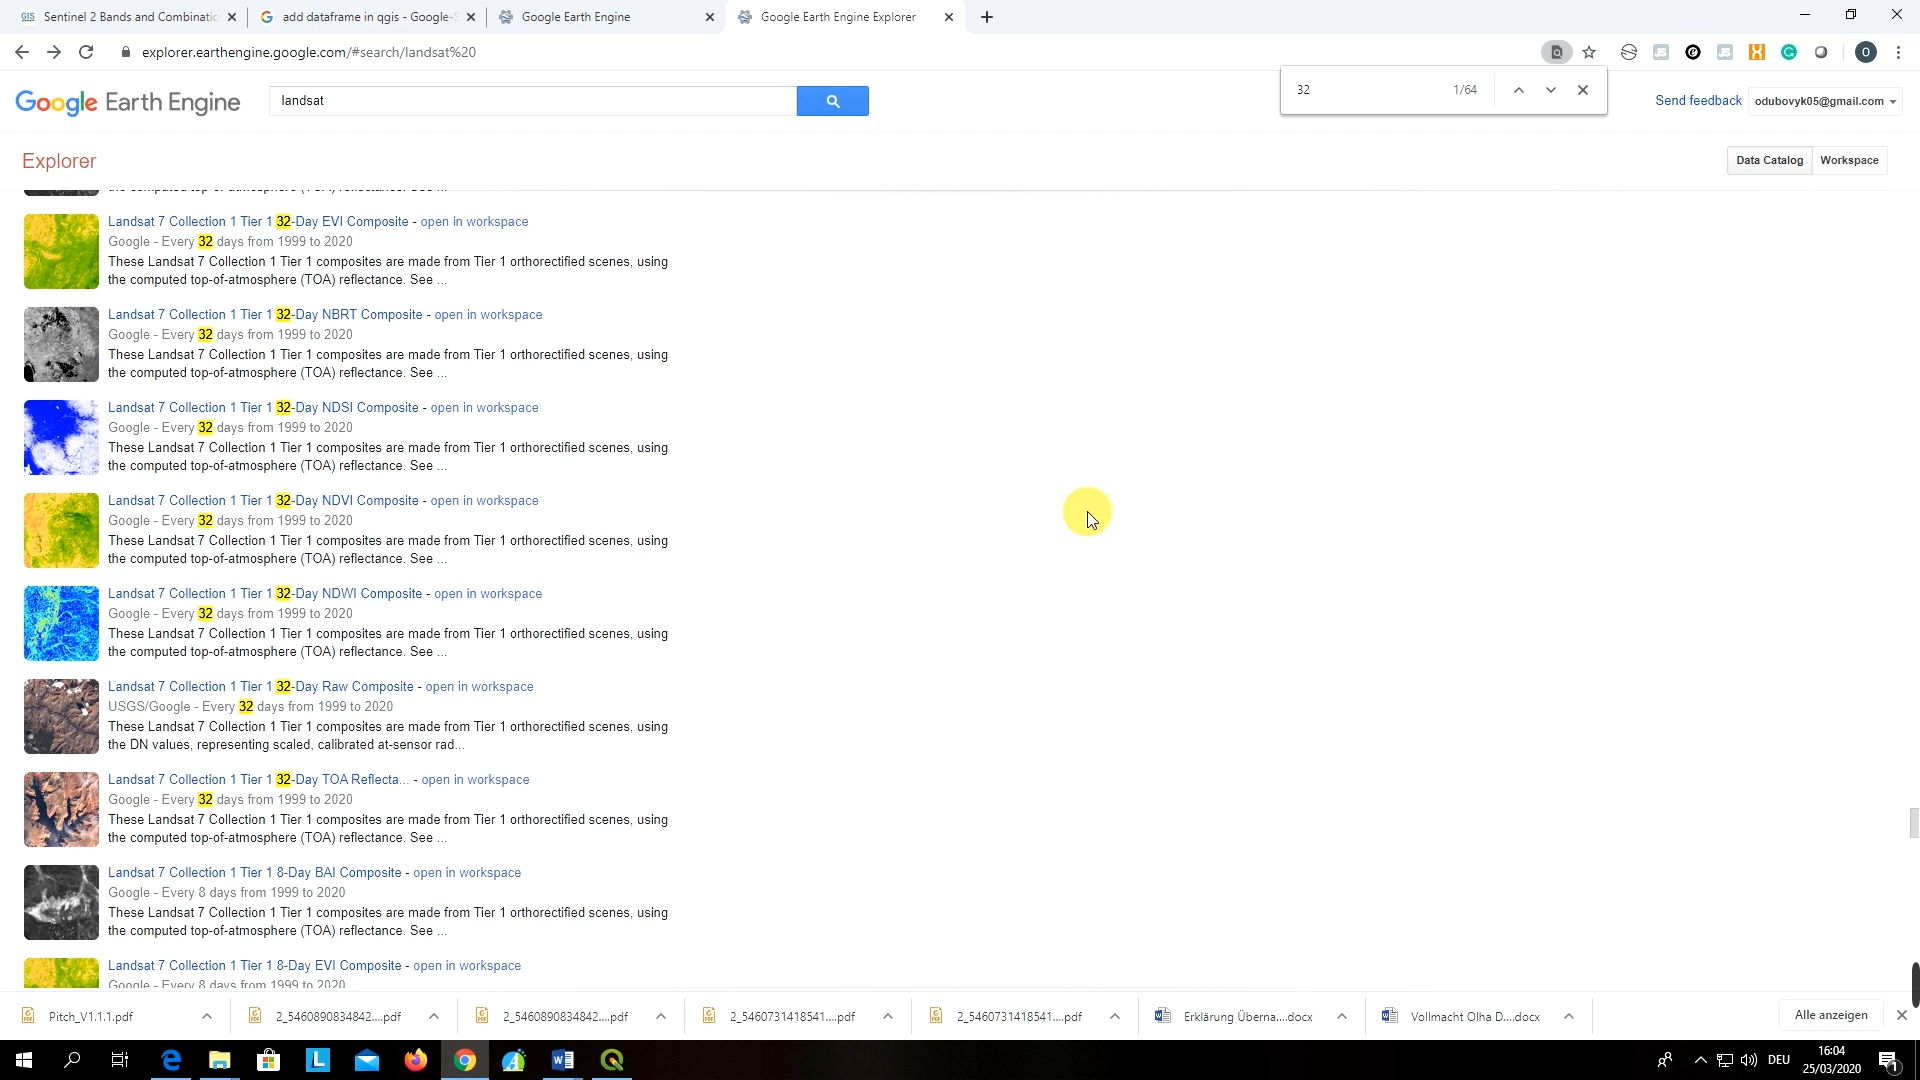 Sentinel 2 Bands and Combinatio
add dataframe in qgis - Google-S
Google Earth Engine
Google Earth Engine Explorer
explorer.earthengine.google.com/#search/landsat%20
O
32
1/64
Google Earth Engine
landsat
Send feedback
odubovyk05@gmail.com
Explorer
Data Catalog
Workspace
the computed top-of-atmosphere (TOA) reflectance. See ...
Landsat 7 Collection 1 Tier 1 32-Day EVI Composite - open in workspace
Google - Every 32 days from 1999 to 2020
These Landsat 7 Collection 1 Tier 1 composites are made from Tier 1 orthorectified scenes, using
the computed top-of-atmosphere (TOA) reflectance. See ...
Landsat 7 Collection 1 Tier 1 32-Day NBRT Composite - open in workspace
Google - Every 32 days from 1999 to 2020
These Landsat 7 Collection 1 Tier 1 composites are made from Tier 1 orthorectified scenes, using
the computed top-of-atmosphere (TOA) reflectance. See ...
Landsat 7 Collection 1 Tier 1 32-Day NDSI Composite - open in workspace
Google - Every 32 days from 1999 to 2020
These Landsat 7 Collection 1 Tier 1 composites are made from Tier 1 orthorectified scenes, using
the computed top-of-atmosphere (TOA) reflectance. See ...
Landsat 7 Collection 1 Tier 1 32-Day NDVI Composite - open in workspace
Google - Every 32 days from 1999 to 2020
These Landsat 7 Collection 1 Tier 1 composites are made from Tier 1 orthorectified scenes, using
the computed top-of-atmosphere (TOA) reflectance. See ...
Landsat 7 Collection 1 Tier 1 32-Day NDWI Composite - open in workspace
Google - Every 32 days from 1999 to 2020
These Landsat 7 Collection 1 Tier 1 composites are made from Tier 1 orthorectified scenes, using
the computed top-of-atmosphere (TOA) reflectance. See ...
Landsat 7 Collection 1 Tier 1 32-Day Raw Composite - open in workspace
USGS/Google - Every 32 days from 1999 to 2020
These Landsat 7 Collection 1 Tier 1 composites are made from Tier 1 orthorectified scenes, using
the DN values, representing scaled, calibrated at-sensor rad...
Landsat 7 Collection 1 Tier 1 32-Day TOA Reflecta... - open in workspace
Google - Every 32 days from 1999 to 2020
These Landsat 7 Collection 1 Tier 1 composites are made from Tier 1 orthorectified scenes, using
the computed top-of-atmosphere (TOA) reflectance. See ...
Landsat 7 Collection 1 Tier 1 8-Day BAI Composite - open in workspace
Google - Every 8 days from 1999 to 2020
These Landsat 7 Collection 1 Tier 1 composites are made from Tier 1 orthorectified scenes, using
the computed top-of-atmosphere (TOA) reflectance. See ...
Landsat 7 Collection 1 Tier 1 8-Day EVI Composite - open in workspace
Google - Every 8 days from 1999 to 2020
Pitch_V1.1.1.pdf
2_5460890834842....pdf
2_5460890834842....pdf
2_5460731418541....pdf
2_5460731418541....pdf
Erklärung Überna....docx
Vollmacht Olha D....docx
Alle anzeigen
DEU
16:04
25/03/2020
1